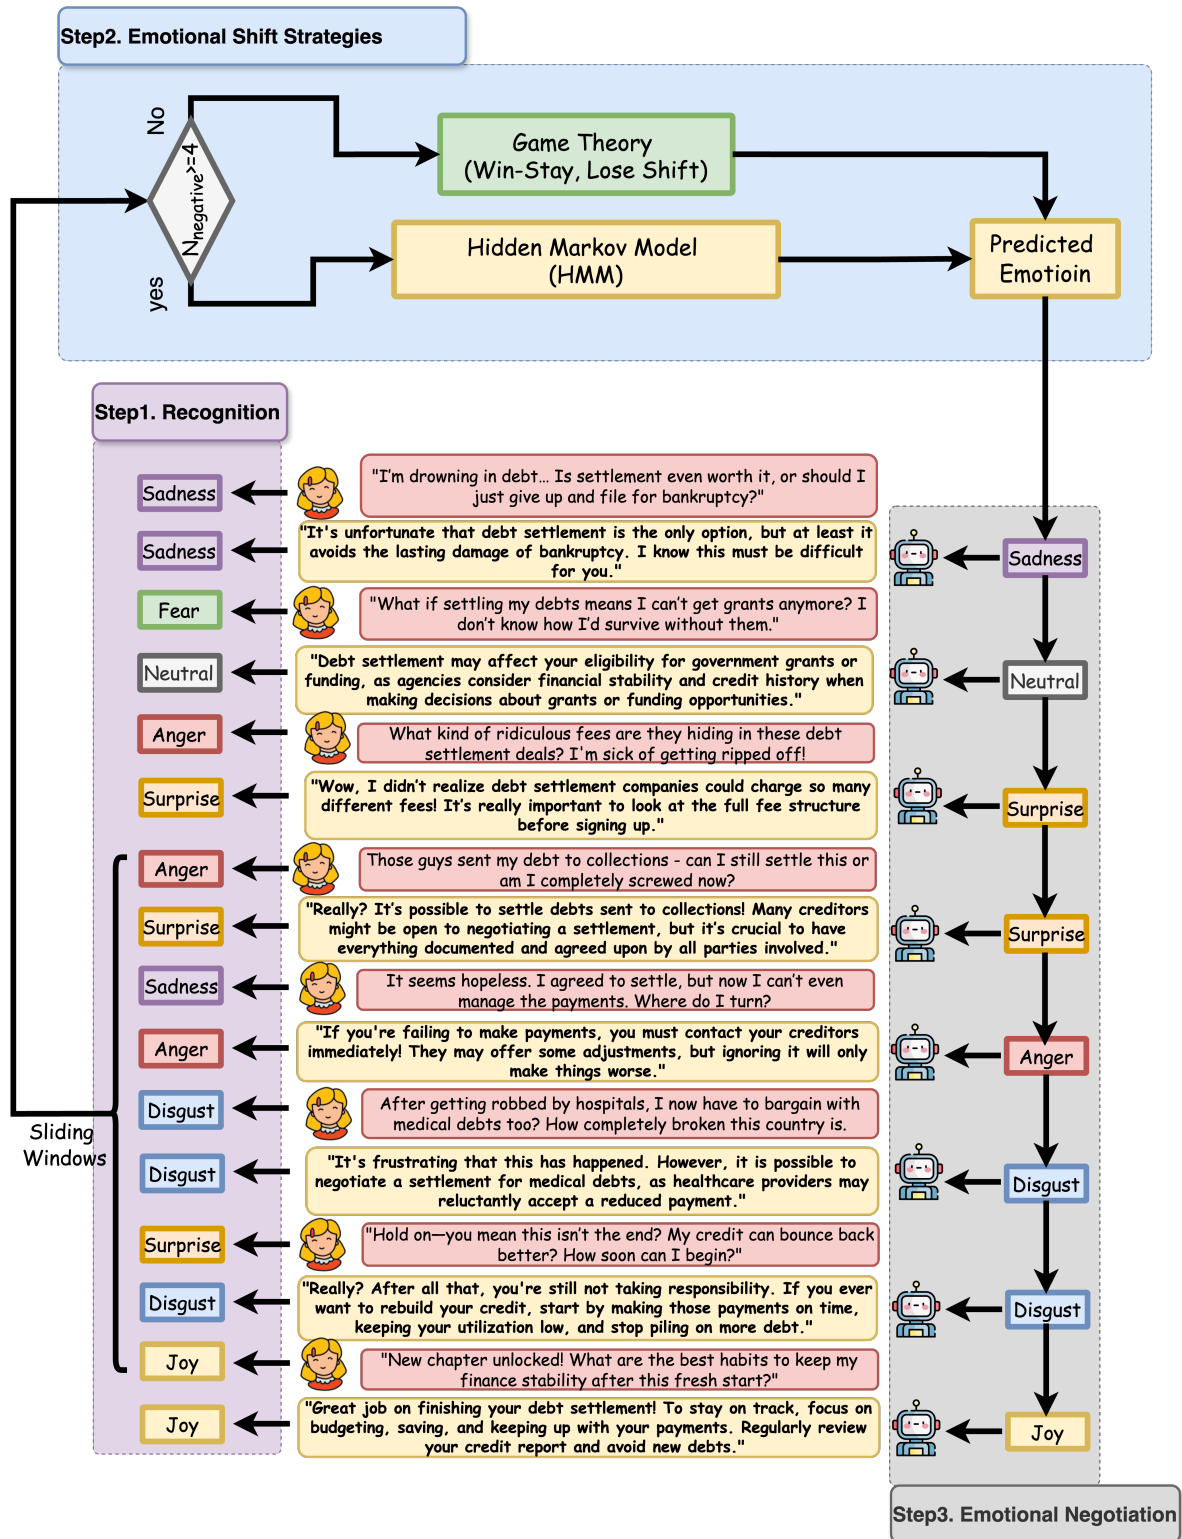 Step2. Emotional Shift Strategies
No
N_negative>=4
yes
Game Theory
(Win-Stay, Lose Shift)
Hidden Markov Model
(HMM)
Predicted
Emotioin
Step1. Recognition
Sadness
"I'm drowning in debt... Is settlement even worth it, or should I
just give up and file for bankruptcy?"
Sadness
"It's unfortunate that debt settlement is the only option, but at least it
avoids the lasting damage of bankruptcy. I know this must be difficult
for you."
Sadness
Fear
"What if settling my debts means I can't get grants anymore? I
don't know how I'd survive without them."
Neutral
"Debt settlement may affect your eligibility for government grants or
funding, as agencies consider financial stability and credit history when
making decisions about grants or funding opportunities."
Neutral
Anger
What kind of ridiculous fees are they hiding in these debt
settlement deals? I'm sick of getting ripped off!
Surprise
"Wow, I didn't realize debt settlement companies could charge so many
different fees! It's really important to look at the full fee structure
before signing up."
Surprise
Anger
Those guys sent my debt to collections - can I still settle this or
am I completely screwed now?
Surprise
"Really? It's possible to settle debts sent to collections! Many creditors
might be open to negotiating a settlement, but it's crucial to have
everything documented and agreed upon by all parties involved."
Surprise
Sadness
It seems hopeless. I agreed to settle, but now I can't even
manage the payments. Where do I turn?
Anger
"If you're failing to make payments, you must contact your creditors
immediately! They may offer some adjustments, but ignoring it will only
make things worse."
Anger
Sliding
Windows
Disgust
After getting robbed by hospitals, I now have to bargain with
medical debts too? How completely broken this country is.
Disgust
"It's frustrating that this has happened. However, it is possible to
negotiate a settlement for medical debts, as healthcare providers may
reluctantly accept a reduced payment."
Disgust
Surprise
"Hold on—you mean this isn't the end? My credit can bounce back
better? How soon can I begin?"
Disgust
"Really? After all that, you're still not taking responsibility. If you ever
want to rebuild your credit, start by making those payments on time,
keeping your utilization low, and stop piling on more debt."
Disgust
Joy
"New chapter unlocked! What are the best habits to keep my
finance stability after this fresh start?"
Joy
"Great job on finishing your debt settlement! To stay on track, focus on
budgeting, saving, and keeping up with your payments. Regularly review
your credit report and avoid new debts."
Joy
Step3. Emotional Negotiation